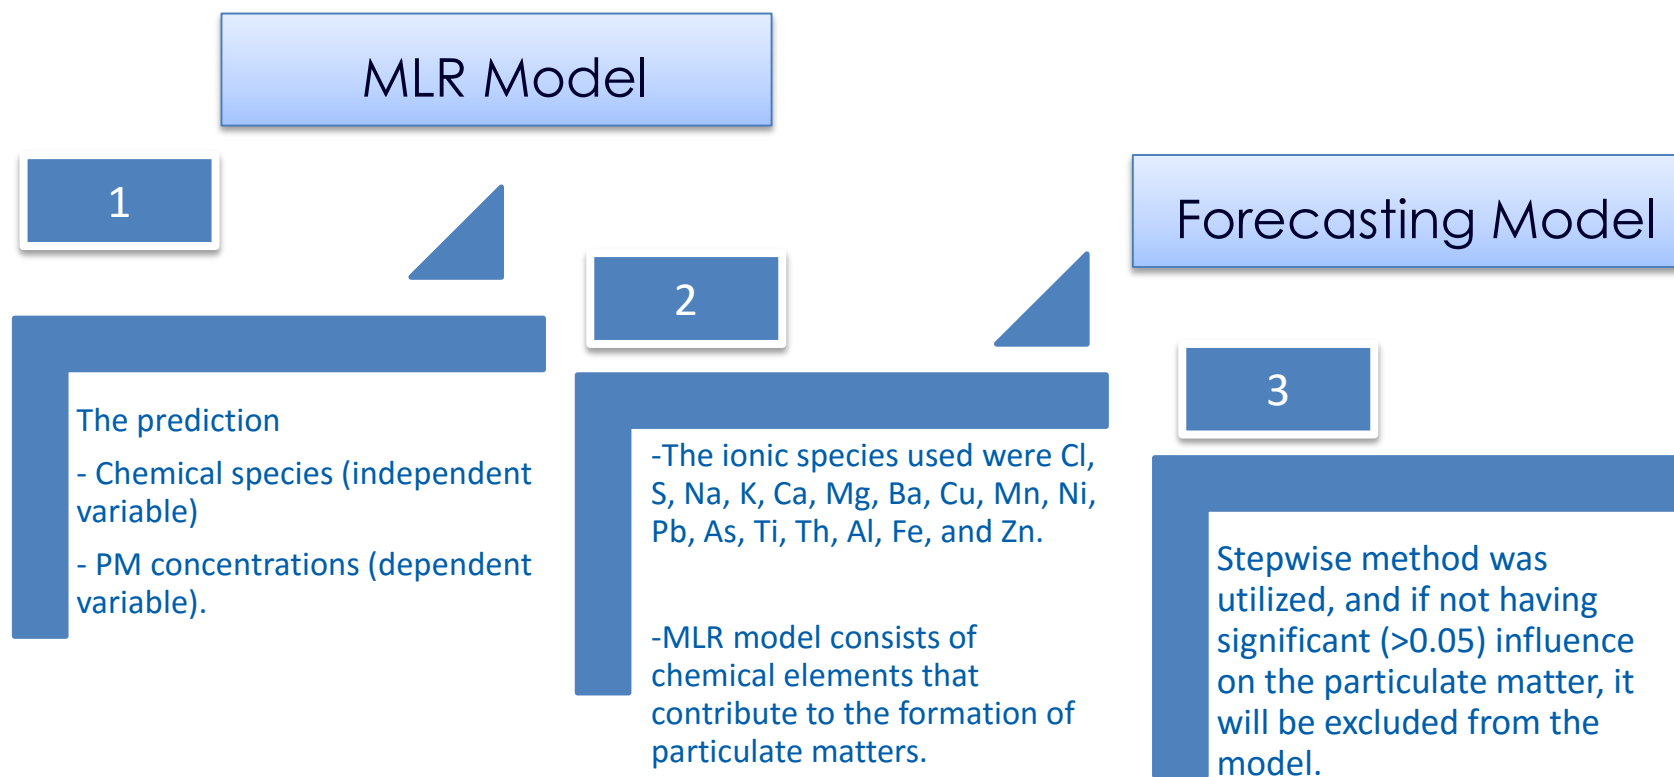 MLR Model
1
The prediction
- Chemical species (independent
variable)
- PM concentrations (dependent
variable).
2
-The ionic species used were Cl,
S, Na, K, Ca, Mg, Ba, Cu, Mn, Ni,
Pb, As, Ti, Th, Al, Fe, and Zn.
-MLR model consists of
chemical elements that
contribute to the formation of
particulate matters.
Forecasting Model
3
Stepwise method was
utilized, and if not having
significant (>0.05) influence
on the particulate matter, it
will be excluded from the
model.